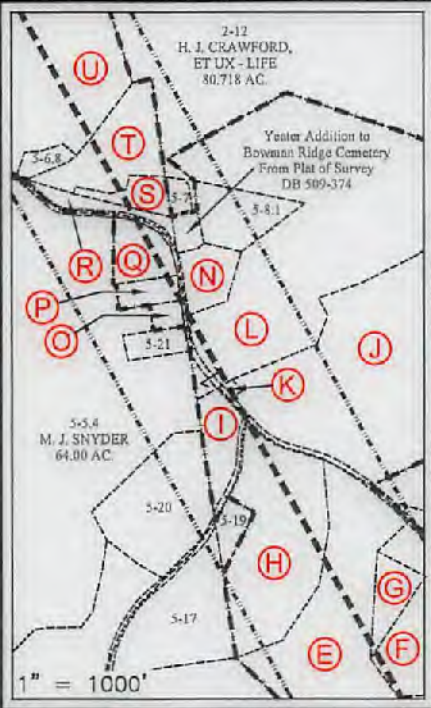 2-12
H. J. CRAWFORD,
ET UX - LIFE
80.718 AC.
U
T
Yeater Addition to
Bowman Ridge Cemetery
From Plat of Survey
DB 509-374
5-6.8
S
5-7
5-8.1
R
Q
N
P
L
J
O
5-21
K
I
5-5.4
M. J. SNYDER
64.00 AC.
5-20
5-19
H
G
5-17
E
F
1" = 1000'